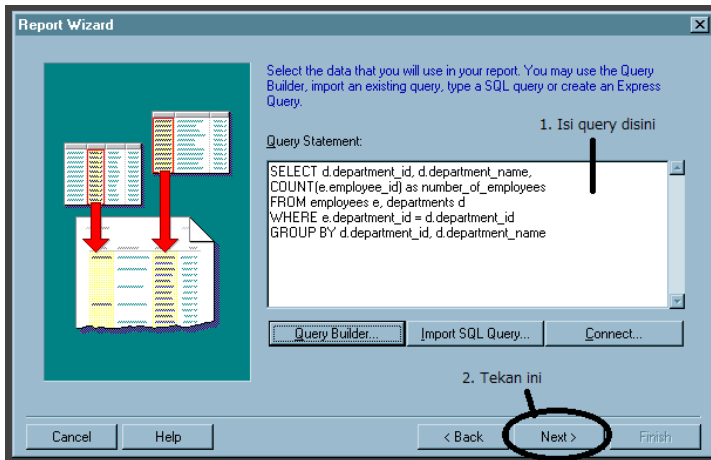 Report Wizard
Select the data that you will use in your report. You may use the Query
Builder, import an existing query, type a SQL query or create an Express
Query.
1. Isi query disini
Query Statement:
SELECT d.department_id, d.department_name,
COUNT(e.employee_id) as number_of_employees
FROM employees e, departments d
WHERE e.department_id = d.department_id
GROUP BY d.department_id, d.department_name
Query Builder... Import SQL Query... Connect...
2. Tekan ini
Cancel Help < Back Next > Finish